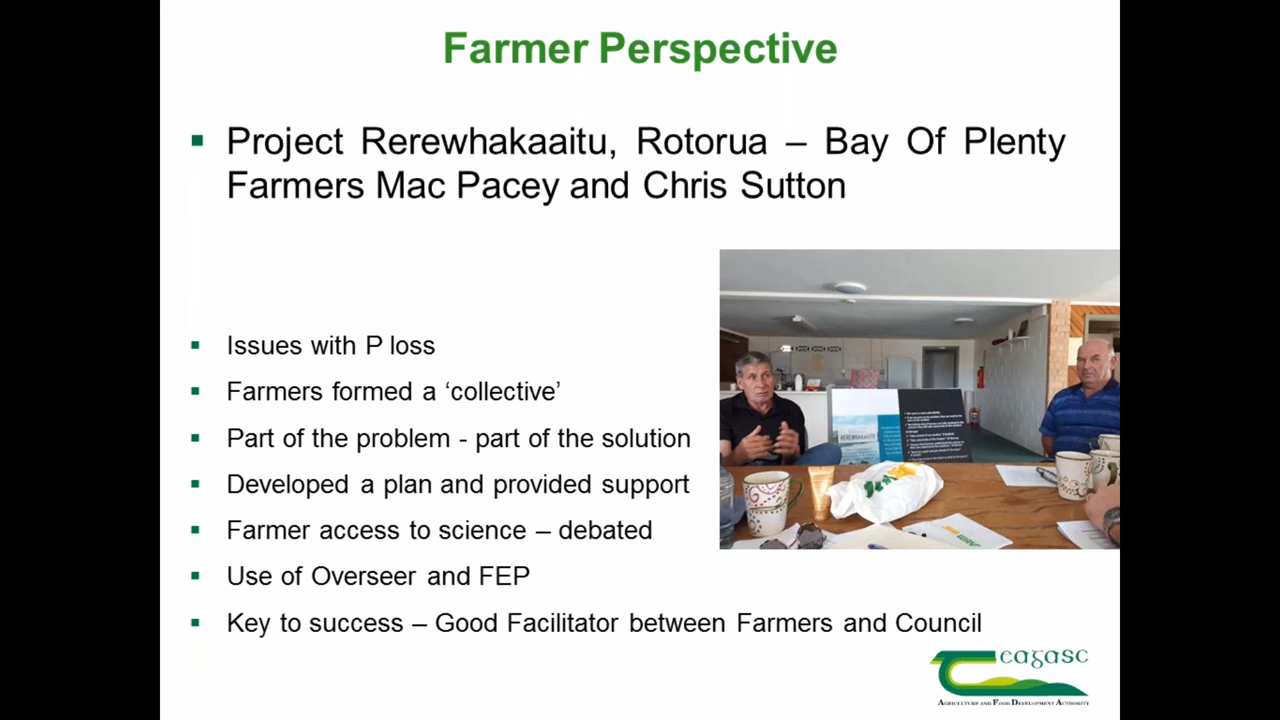 Farmer Perspective
▪ Project Rerewhakaaitu, Rotorua – Bay Of Plenty
Farmers Mac Pacey and Chris Sutton
▪ Issues with P loss
▪ Farmers formed a ‘collective’
▪ Part of the problem - part of the solution
▪ Developed a plan and provided support
▪ Farmer access to science – debated
▪ Use of Overseer and FEP
▪ Key to success – Good Facilitator between Farmers and Council
REREWHAKAAITU
eagasc
AGRICULTURE AND FOOD DEVELOPMENT AUTHORITY